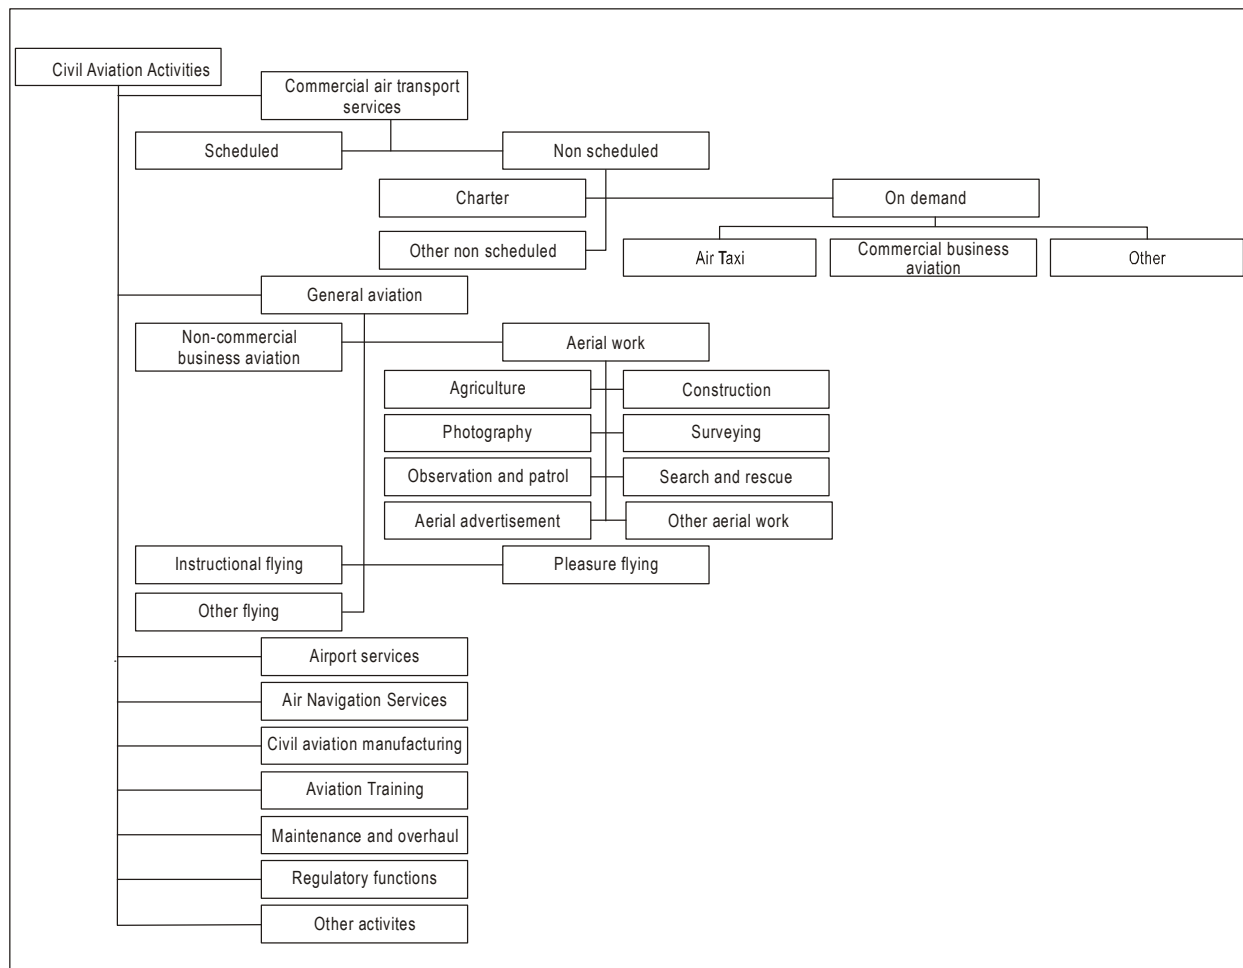 Civil Aviation Activities
Commercial air transport
services
Scheduled
Non scheduled
Charter
On demand
Other non scheduled
Air Taxi
Commercial business
aviation
Other
General aviation
Non-commercial
business aviation
Aerial work
Agriculture
Construction
Photography
Surveying
Observation and patrol
Search and rescue
Aerial advertisement
Other aerial work
Instructional flying
Pleasure flying
Other flying
Airport services
Air Navigation Services
Civil aviation manufacturing
Aviation Training
Maintenance and overhaul
Regulatory functions
Other activites